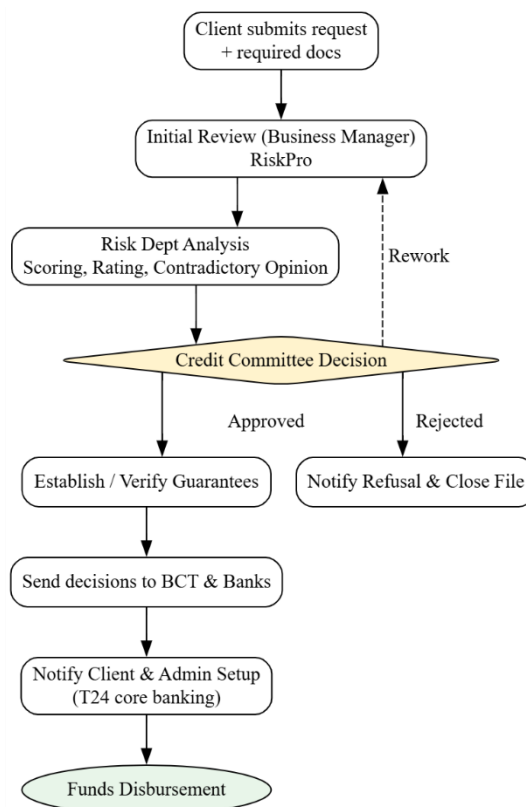 Client submits request
+ required docs
Initial Review (Business Manager)
RiskPro
Risk Dept Analysis
Scoring, Rating, Contradictory Opinion
Rework
Credit Committee Decision
Approved
Rejected
Establish / Verify Guarantees
Notify Refusal & Close File
Send decisions to BCT & Banks
Notify Client & Admin Setup
(T24 core banking)
Funds Disbursement